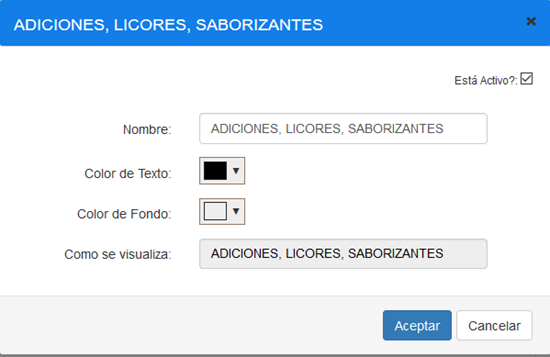 ADICIONES, LICORES, SABORIZANTES
Está Activo?:
Nombre: ADICIONES, LICORES, SABORIZANTES
Color de Texto:
Color de Fondo:
Como se visualiza: ADICIONES, LICORES, SABORIZANTES
Aceptar Cancelar